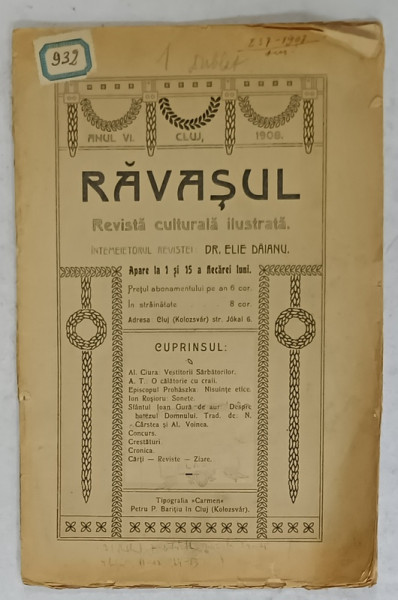 932
1 dublet
ANUL VI. CLUJ, 1908.
RĂVAȘUL
Revistă culturală ilustrată.
ÎNTEMEIETORUL REVISTEI: DR. ELIE DĂIANU.
Apare la 1 și 15 a fiecărei luni.
Prețul abonamentului pe an 6 cor.
În străinătate 8 cor.
Adresa: Cluj (Kolozsvár) str. Jókai 6.
CUPRINSUL:
Al. Ciura: Vestitorii Sărbătorilor.
A. T. O călătorie cu craii.
Episcopul Prohászka Nisuințe etice.
Ion Roșioru: Sonete.
Sfântul Ioan Gură de aur: Despre
botezul Domnului. Trad. de. N.
Cârstea și Al. Voinea.
Concurs.
Crestături.
Cronica.
Cărți — Reviste — Ziare.
Tipografia «Carmen»
Petru P. Barițiu în Cluj (Kolozsvár).